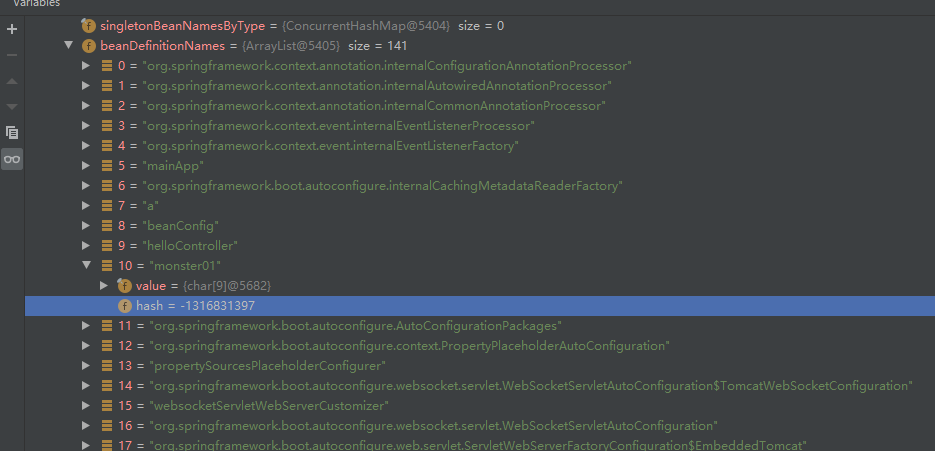 Variables
singletonBeanNamesByType = {ConcurrentHashMap@5404} size = 0
beanDefinitionNames = {ArrayList@5405} size = 141
0 = "org.springframework.context.annotation.internalConfigurationAnnotationProcessor"
1 = "org.springframework.context.annotation.internalAutowiredAnnotationProcessor"
2 = "org.springframework.context.annotation.internalCommonAnnotationProcessor"
3 = "org.springframework.context.event.internalEventListenerProcessor"
4 = "org.springframework.context.event.internalEventListenerFactory"
5 = "mainApp"
6 = "org.springframework.boot.autoconfigure.internalCachingMetadataReaderFactory"
7 = "a"
8 = "beanConfig"
9 = "helloController"
10 = "monster01"
f value = {char[9]@5682}
f hash = -1316831397
11 = "org.springframework.boot.autoconfigure.AutoConfigurationPackages"
12 = "org.springframework.boot.autoconfigure.context.PropertyPlaceholderAutoConfiguration"
13 = "propertySourcesPlaceholderConfigurer"
14 = "org.springframework.boot.autoconfigure.websocket.servlet.WebSocketServletAutoConfiguration$TomcatWebSocketConfiguration"
15 = "websocketServletWebServerCustomizer"
16 = "org.springframework.boot.autoconfigure.websocket.servlet.WebSocketServletAutoConfiguration"
17 = "org.springframework.boot.autoconfigure.web.servlet.ServletWebServerFactoryConfiguration$EmbeddedTomcat"